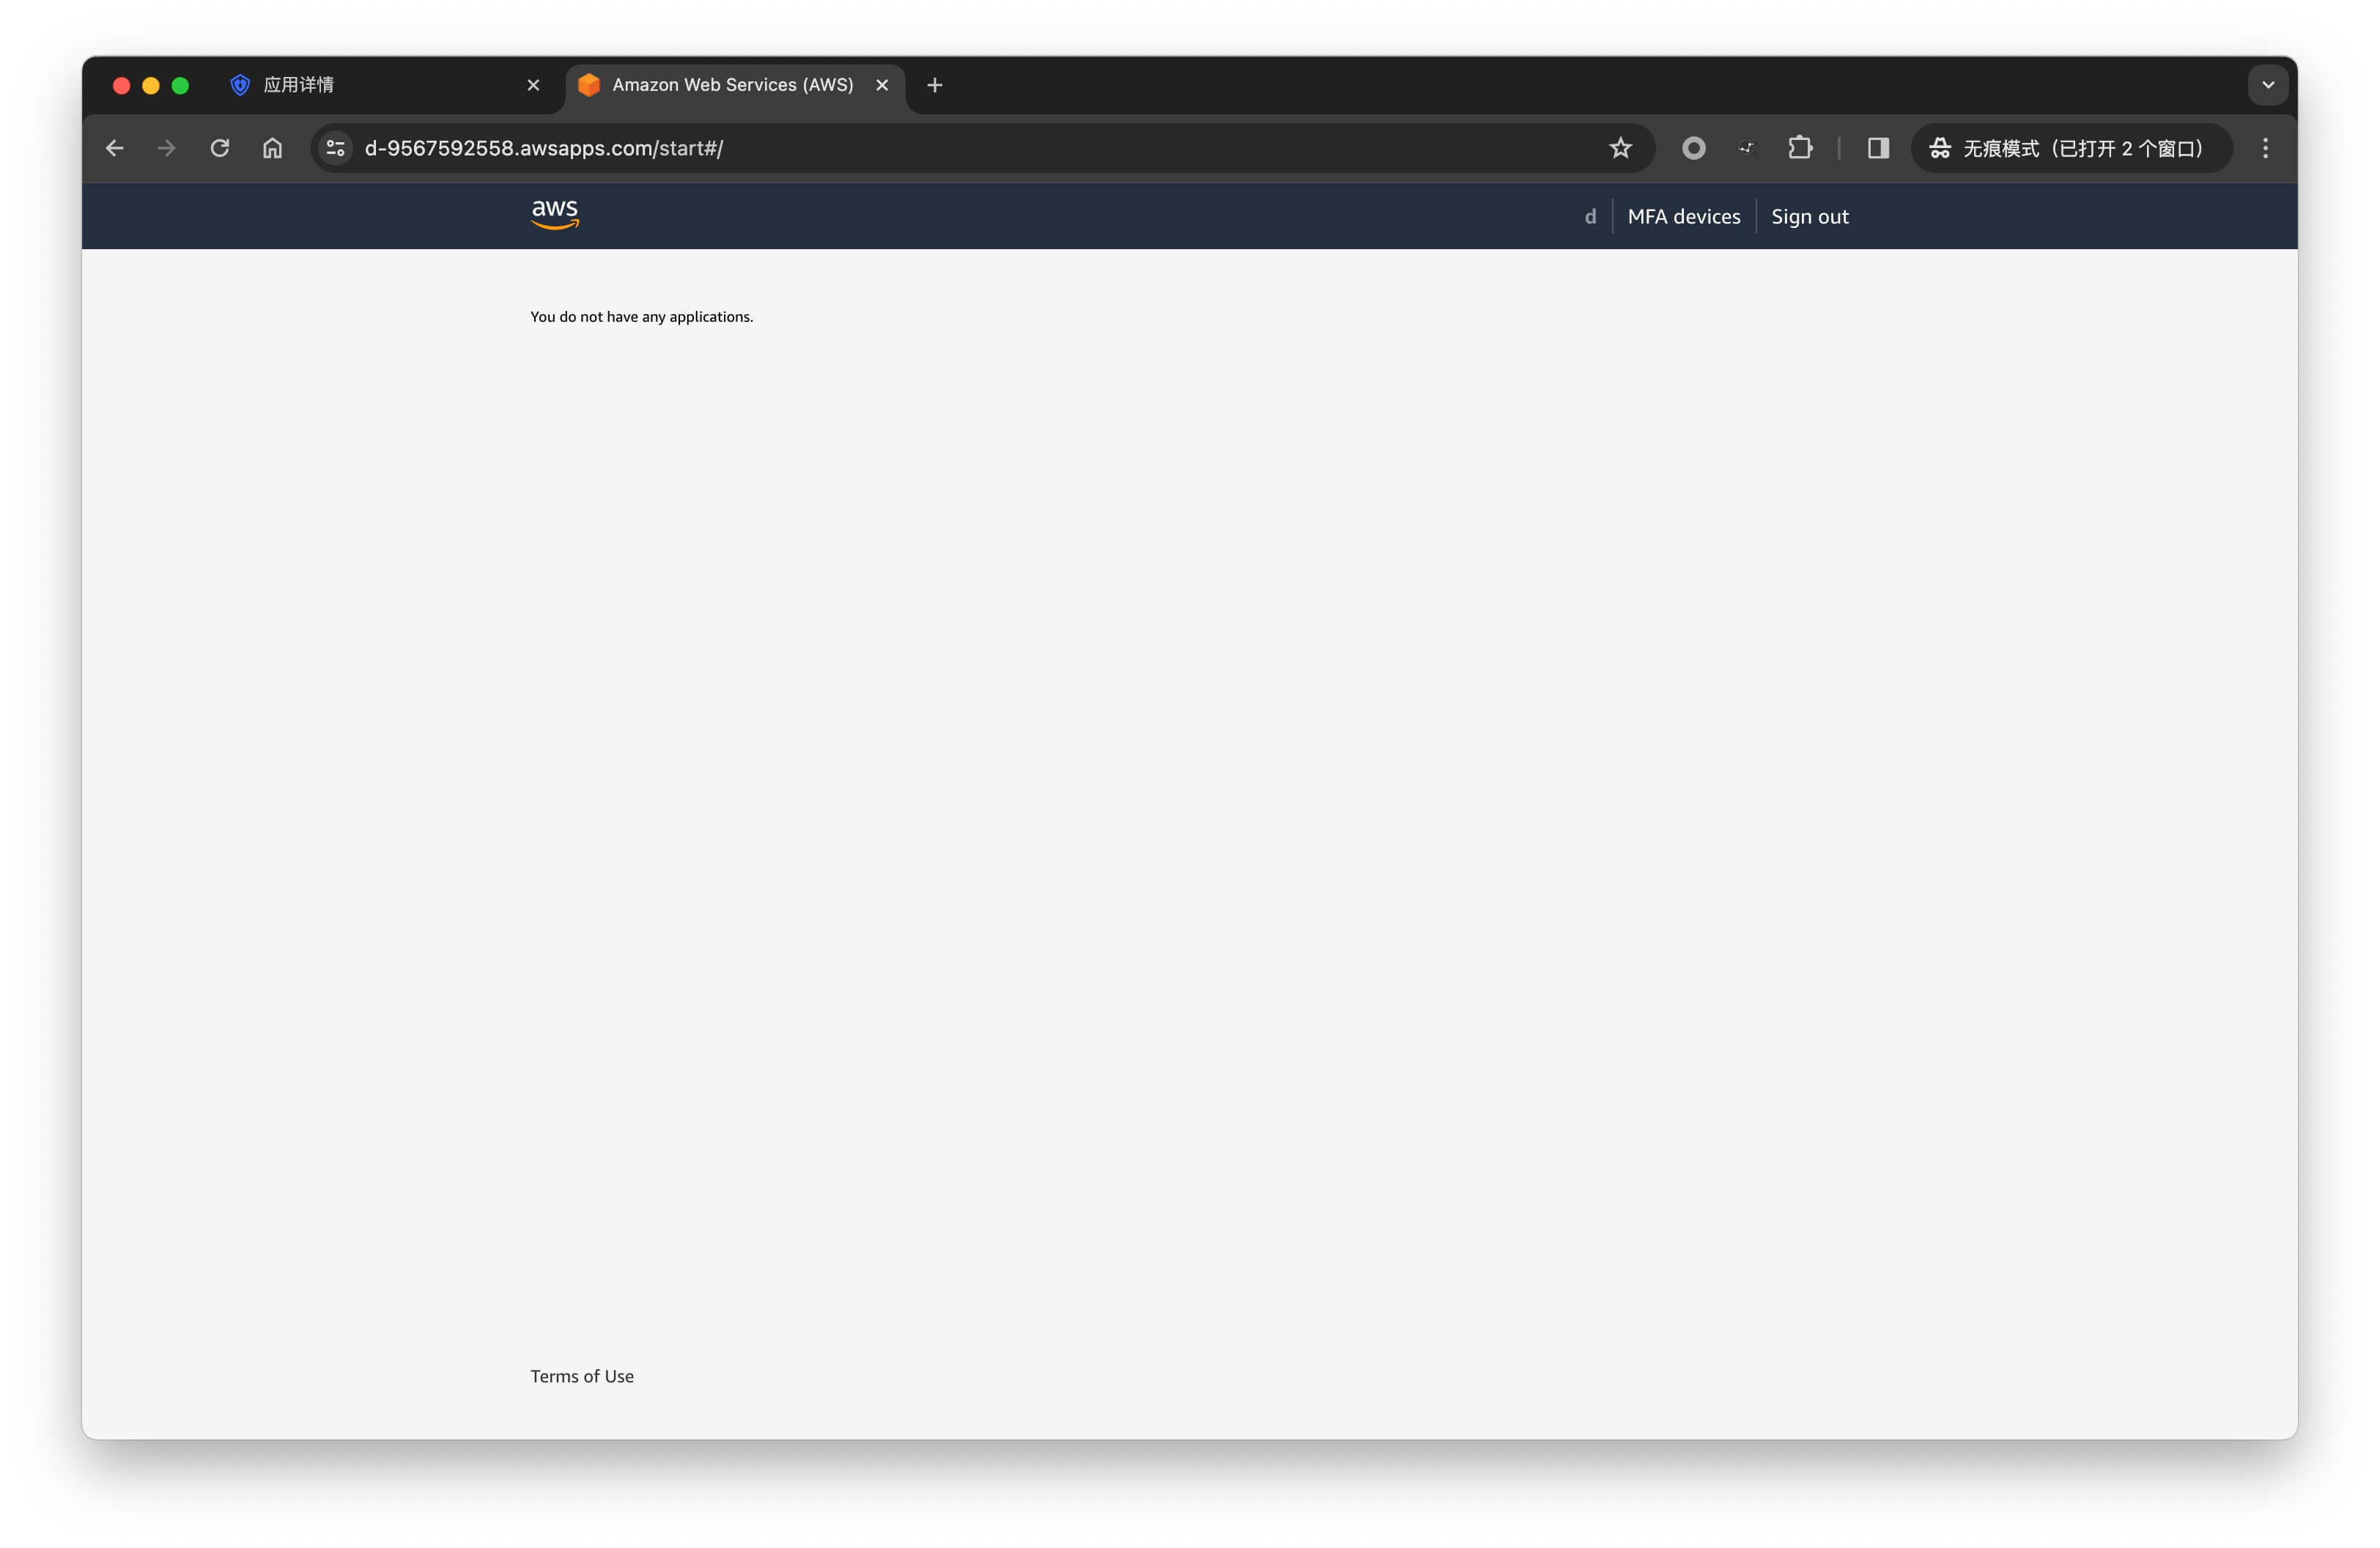 应用详情
Amazon Web Services (AWS)
d-9567592558.awsapps.com/start#/
无痕模式（已打开 2 个窗口）
aws
d
MFA devices
Sign out
You do not have any applications.
Terms of Use